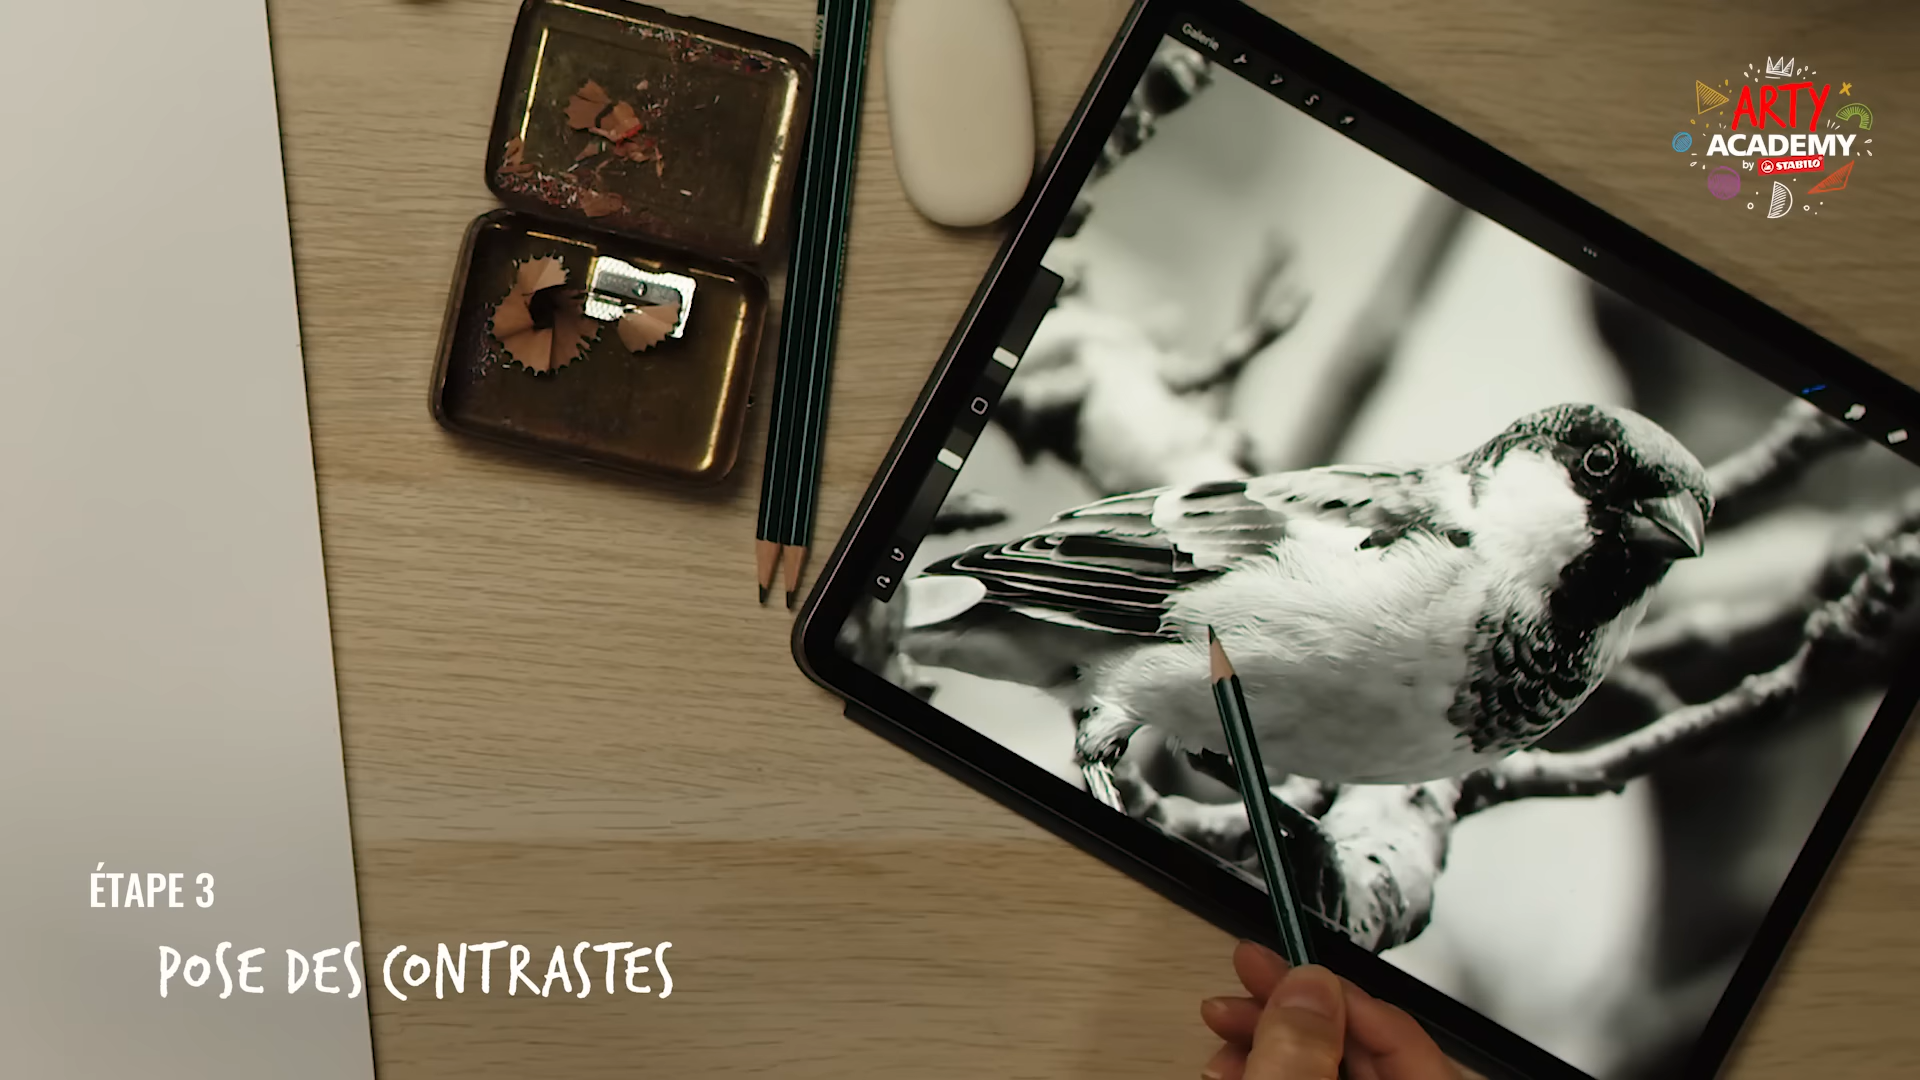 Galerie
ARTY
ACADEMY
by STABILO
ÉTAPE 3
POSE DES CONTRASTES